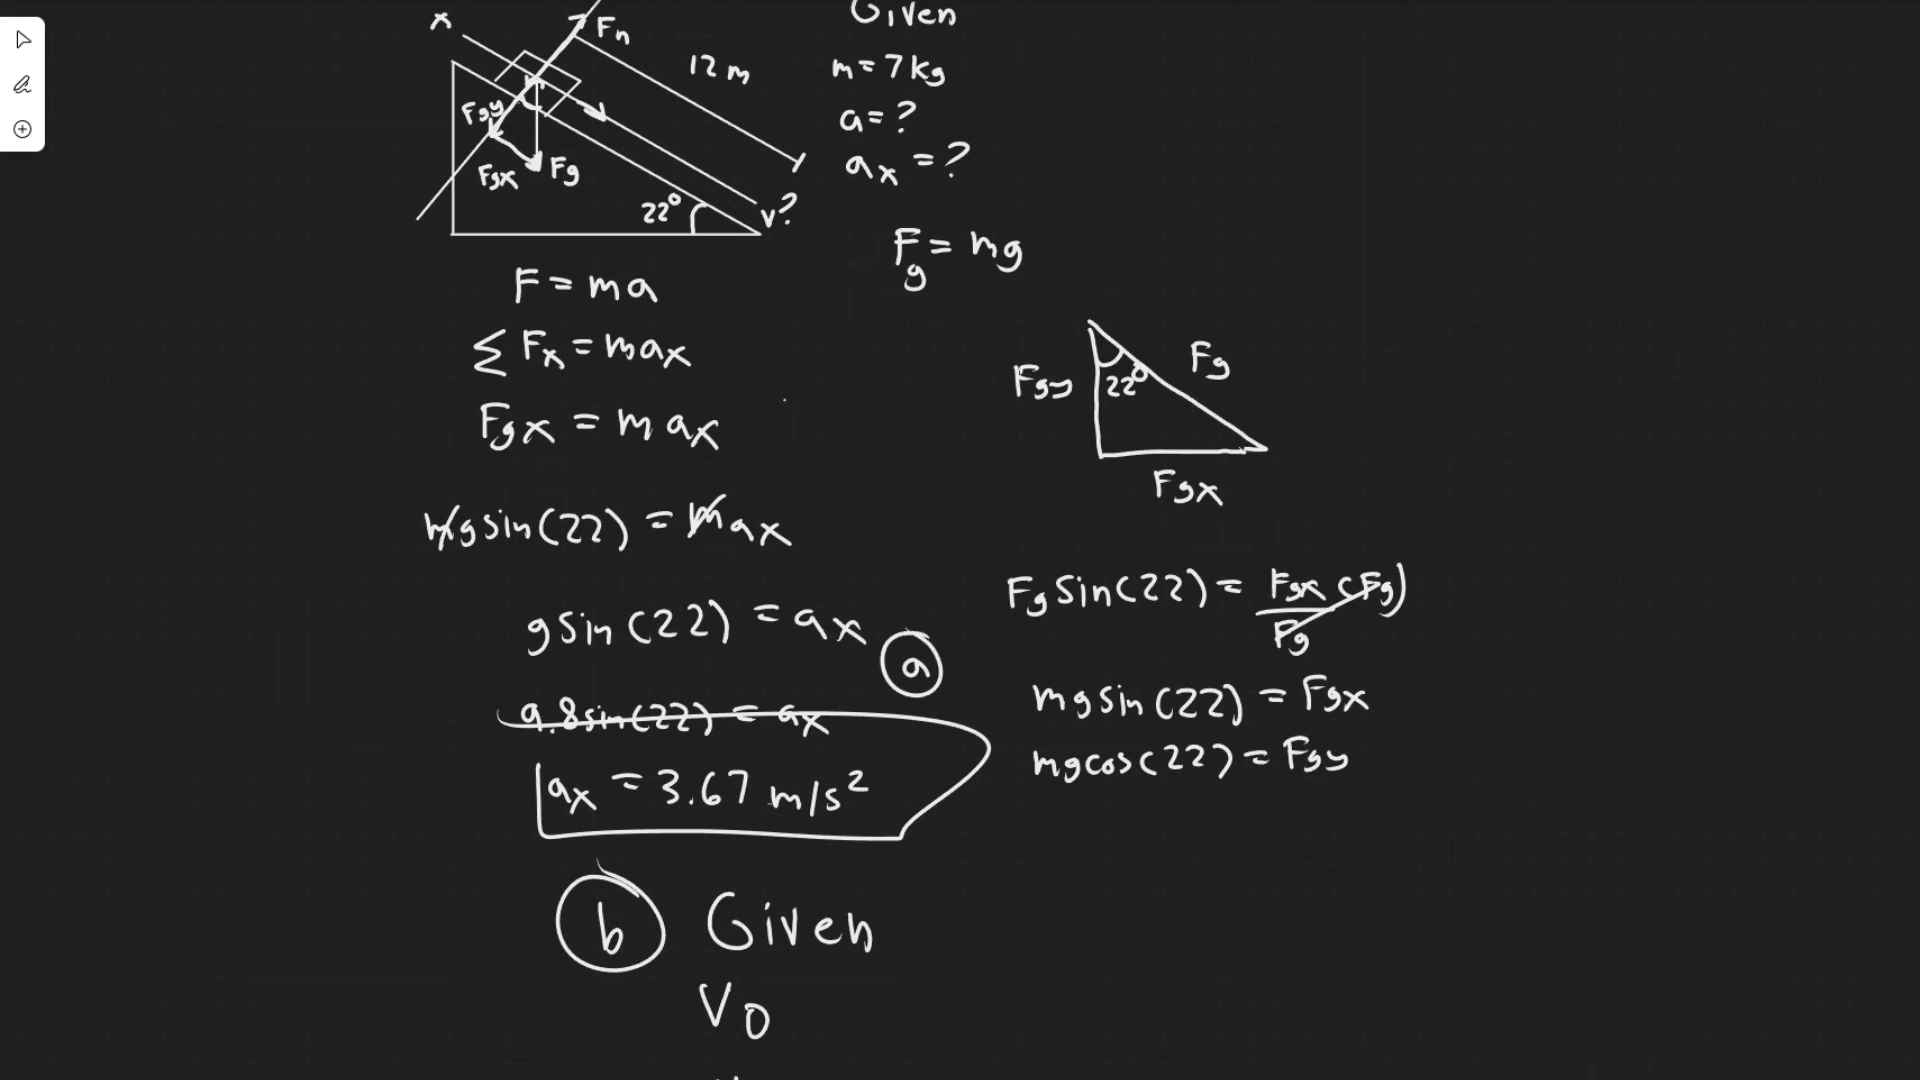 x
Fn
12 m
Fgy
Fgx
Fg
22°
v?
Given
m = 7 kg
a = ?
ax = ?
Fg = mg
F = ma
Σ Fx = max
Fgx = max
mg sin(22) = max
g sin(22) = ax
a
9.8 sin(22) = ax
ax = 3.67 m/s²
Fgy
22°
Fg
Fgx
Fg Sin(22) = Fgx (Fg)
Fg
mg sin(22) = Fgx
mg cos(22) = Fgy
b Given
V0